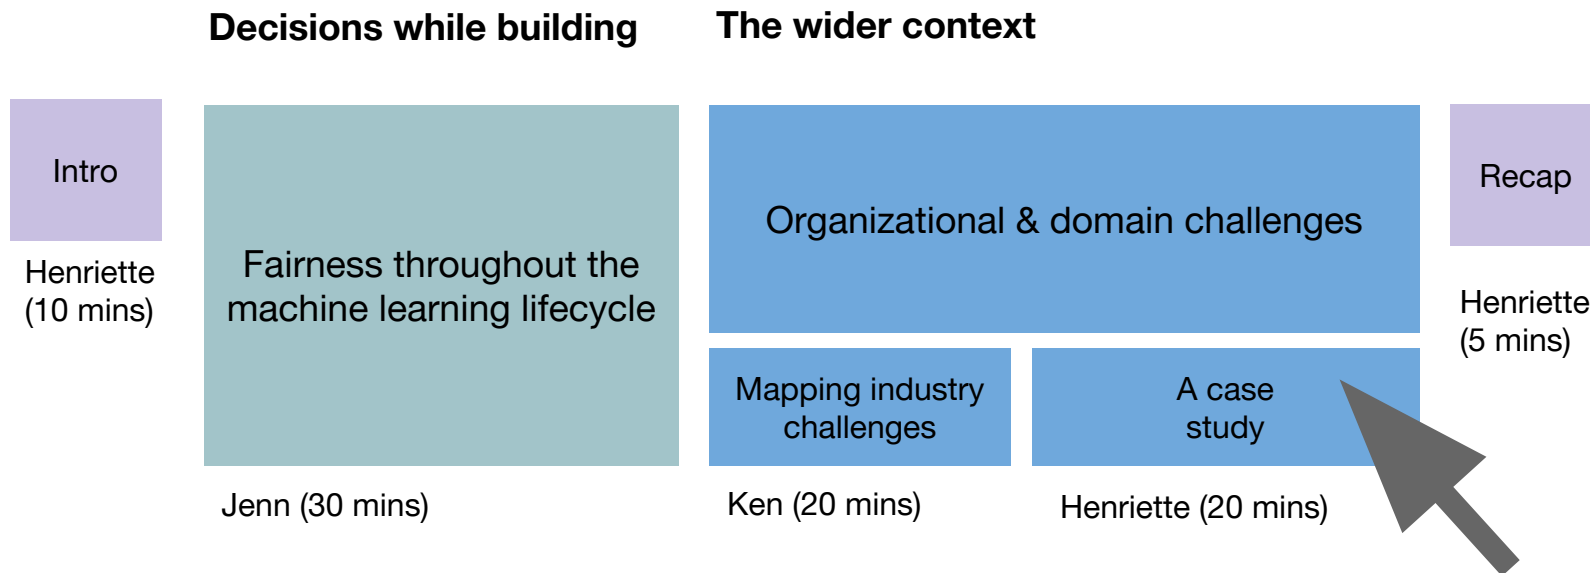 Decisions while building
The wider context
Intro
Henriette
(10 mins)
Fairness throughout the
machine learning lifecycle
Jenn (30 mins)
Organizational & domain challenges
Mapping industry
challenges
Ken (20 mins)
A case
study
Henriette (20 mins)
Recap
Henriette
(5 mins)